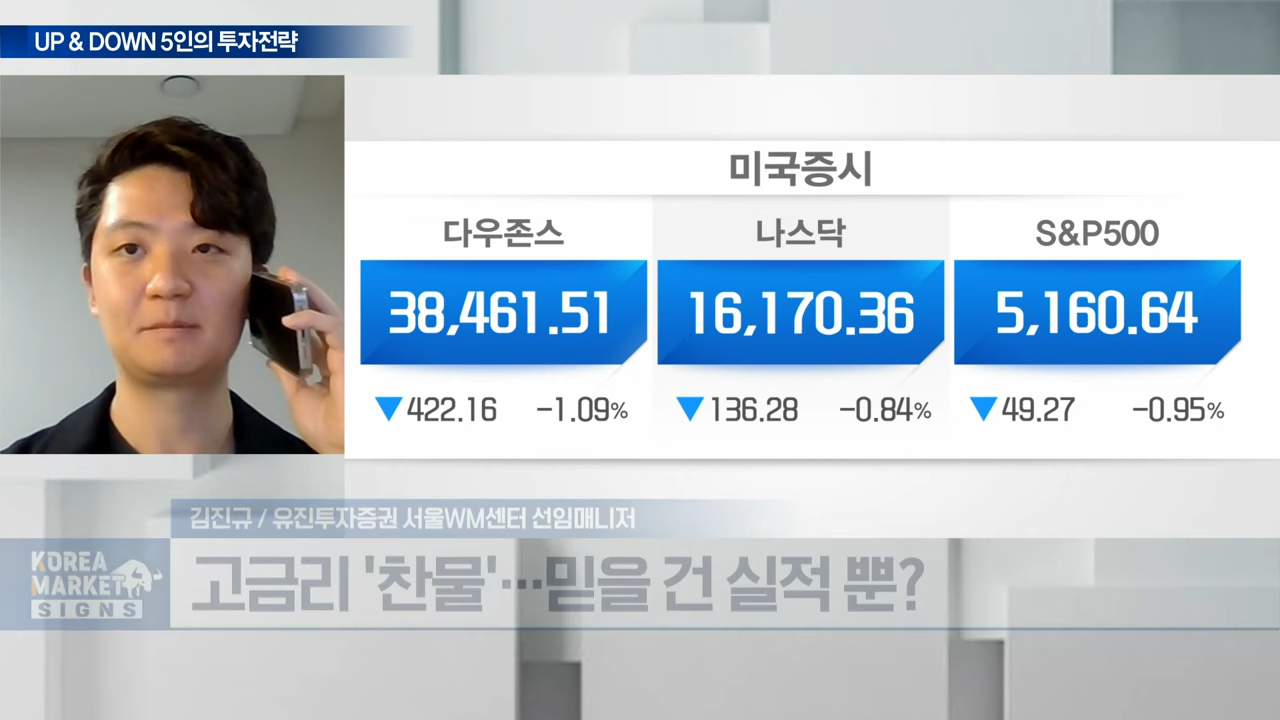 UP & DOWN 5인의 투자전략
미국증시
다우존스 나스닥 S&P500
38,461.51 16,170.36 5,160.64
▼ 422.16 -1.09% ▼ 136.28 -0.84% ▼ 49.27 -0.95%
김진규 / 유진투자증권 서울WM센터 선임매니저
KOREA
MARKET
SIGNS
고금리 '찬물'…믿을 건 실적 뿐?